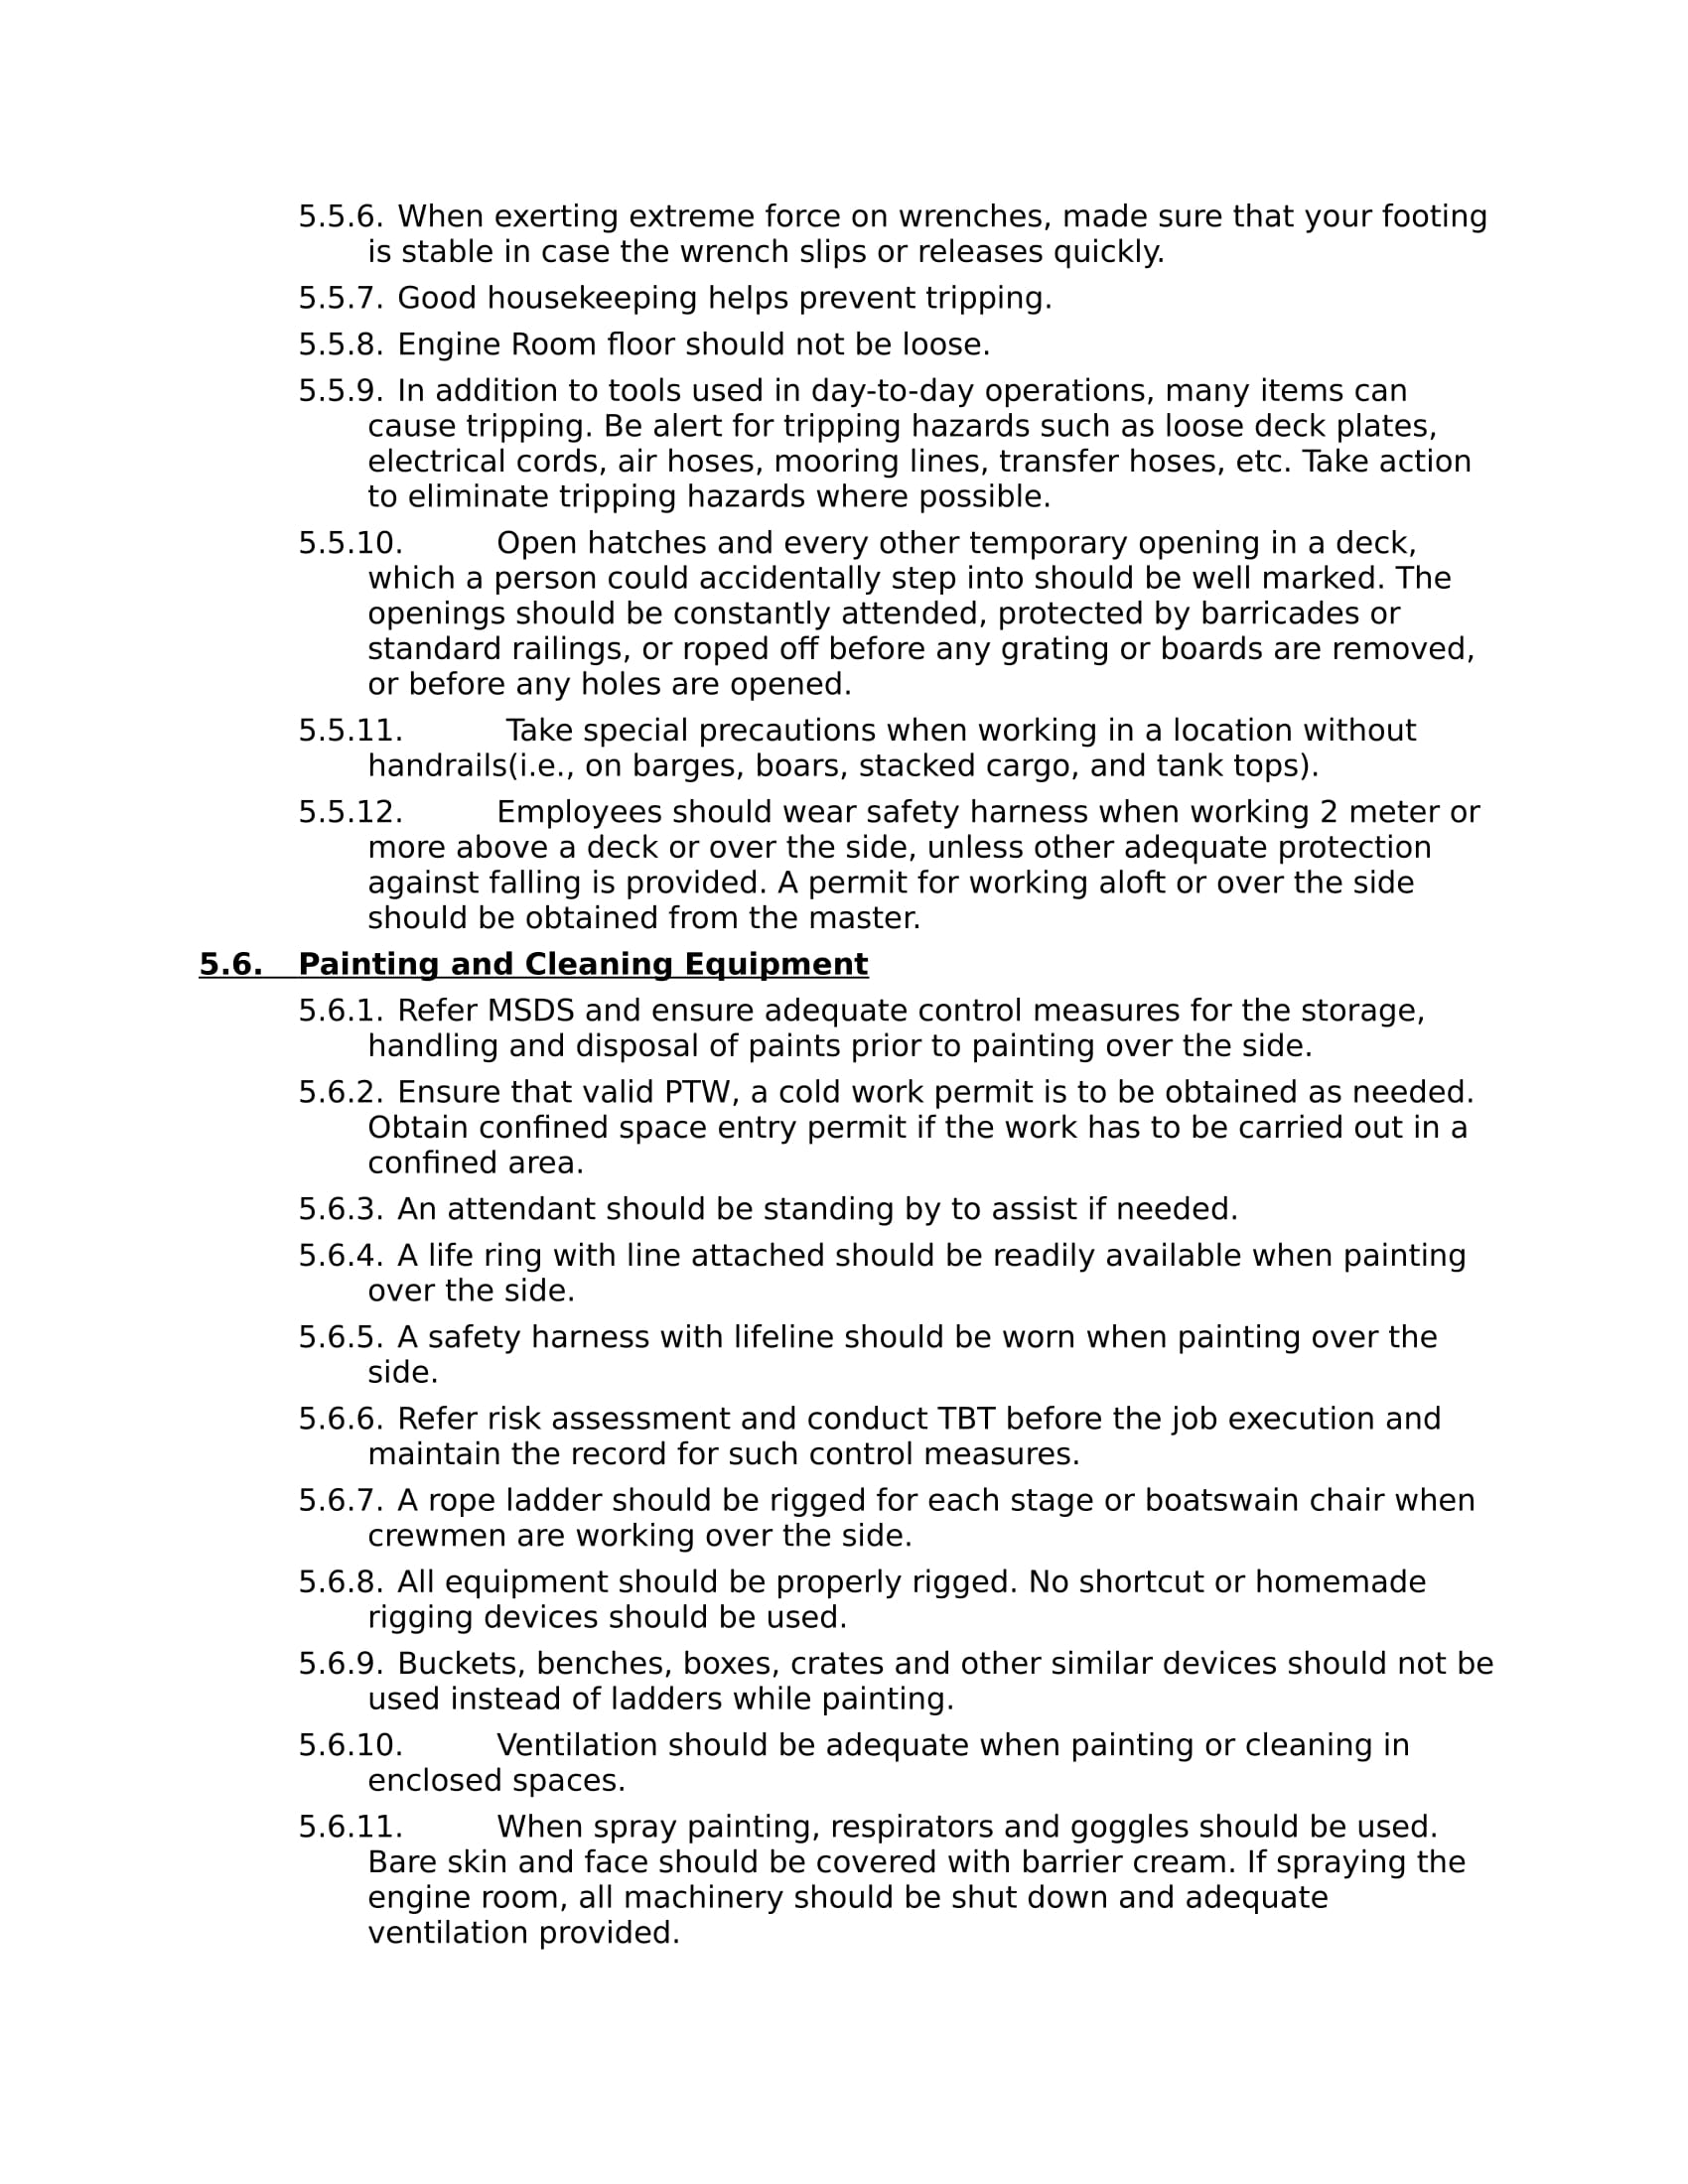 5.5.6. When exerting extreme force on wrenches, made sure that your footing
is stable in case the wrench slips or releases quickly.
5.5.7. Good housekeeping helps prevent tripping.
5.5.8. Engine Room floor should not be loose.
5.5.9. In addition to tools used in day-to-day operations, many items can
cause tripping. Be alert for tripping hazards such as loose deck plates,
electrical cords, air hoses, mooring lines, transfer hoses, etc. Take action
to eliminate tripping hazards where possible.
5.5.10. Open hatches and every other temporary opening in a deck,
which a person could accidentally step into should be well marked. The
openings should be constantly attended, protected by barricades or
standard railings, or roped off before any grating or boards are removed,
or before any holes are opened.
5.5.11. Take special precautions when working in a location without
handrails(i.e., on barges, boars, stacked cargo, and tank tops).
5.5.12. Employees should wear safety harness when working 2 meter or
more above a deck or over the side, unless other adequate protection
against falling is provided. A permit for working aloft or over the side
should be obtained from the master.
5.6. Painting and Cleaning Equipment
5.6.1. Refer MSDS and ensure adequate control measures for the storage,
handling and disposal of paints prior to painting over the side.
5.6.2. Ensure that valid PTW, a cold work permit is to be obtained as needed.
Obtain confined space entry permit if the work has to be carried out in a
confined area.
5.6.3. An attendant should be standing by to assist if needed.
5.6.4. A life ring with line attached should be readily available when painting
over the side.
5.6.5. A safety harness with lifeline should be worn when painting over the
side.
5.6.6. Refer risk assessment and conduct TBT before the job execution and
maintain the record for such control measures.
5.6.7. A rope ladder should be rigged for each stage or boatswain chair when
crewmen are working over the side.
5.6.8. All equipment should be properly rigged. No shortcut or homemade
rigging devices should be used.
5.6.9. Buckets, benches, boxes, crates and other similar devices should not be
used instead of ladders while painting.
5.6.10. Ventilation should be adequate when painting or cleaning in
enclosed spaces.
5.6.11. When spray painting, respirators and goggles should be used.
Bare skin and face should be covered with barrier cream. If spraying the
engine room, all machinery should be shut down and adequate
ventilation provided.